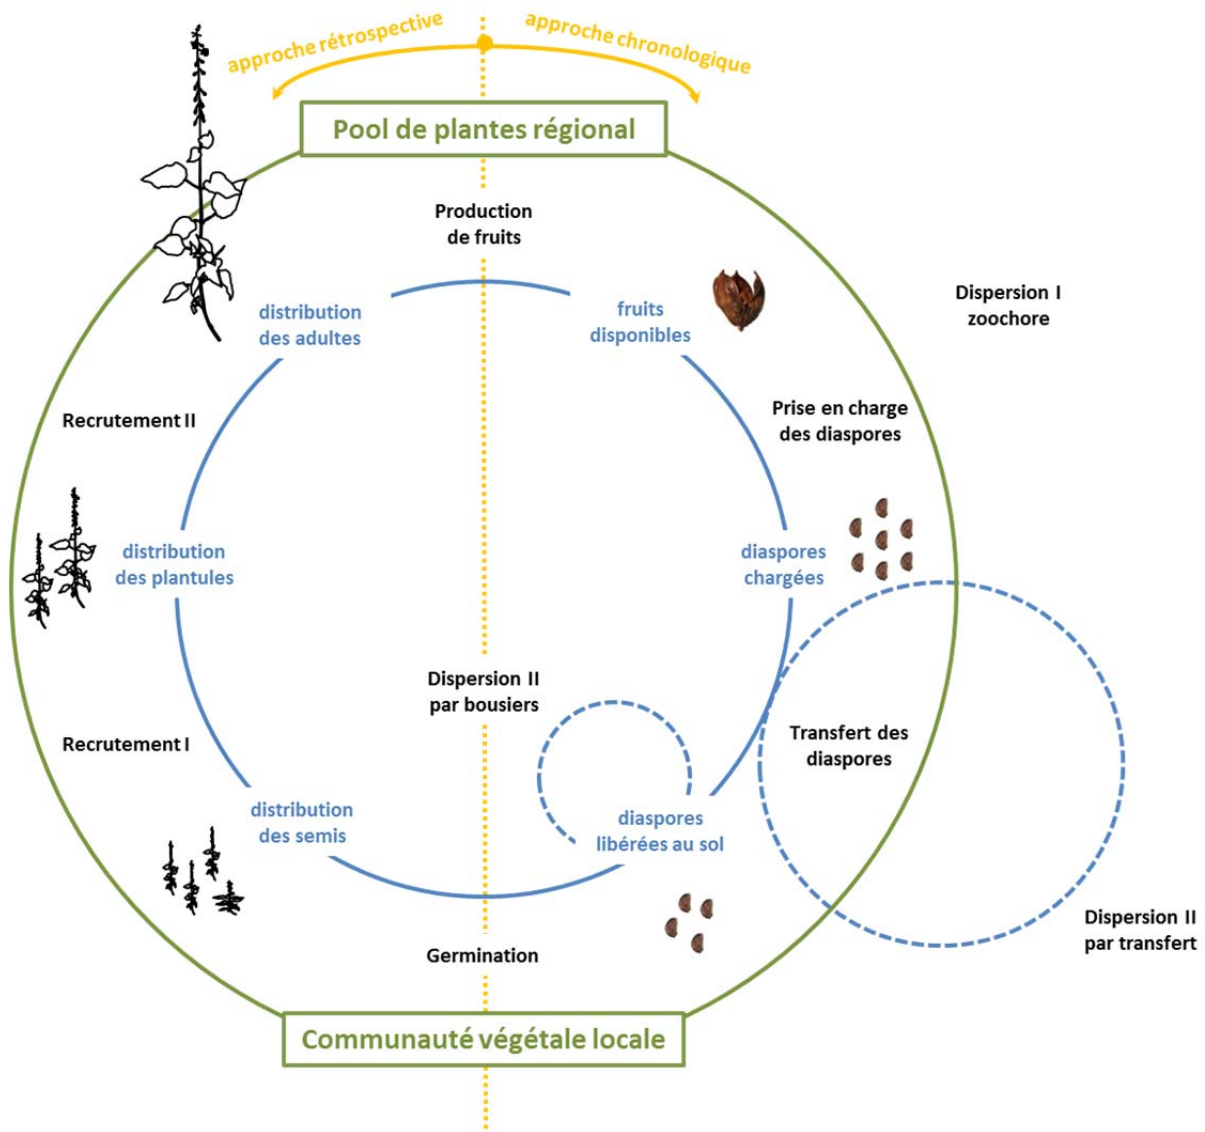 approche rétrospective
approche chronologique
Pool de plantes régional
Production
de fruits
distribution
des adultes
fruits
disponibles
Dispersion I
zoochore
Recrutement II
Prise en charge
des diaspores
distribution
des plantules
diaspores
chargées
Dispersion II
par bousiers
Recrutement I
Transfert des
diaspores
distribution
des semis
diaspores
libérées au sol
Dispersion II
par transfert
Germination
Communauté végétale locale